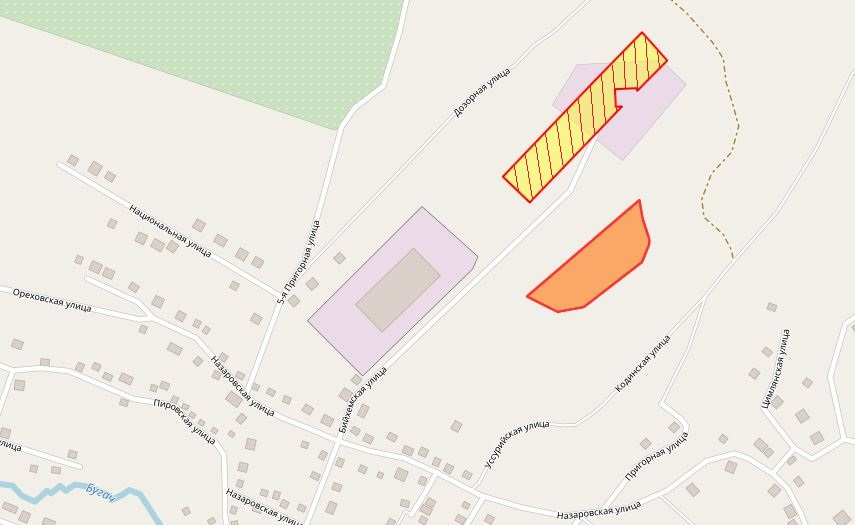 Дозорная улица
Национальная улица
5-я Пригорная улица
Ореховская улица
Назаровская улица
Бийхемская улица
Пировская улица
Кодинская улица
Цимлянская улица
Уссурийская улица
Пригорная улица
улица
Бугач
Назаровская улица
Назаровская улица